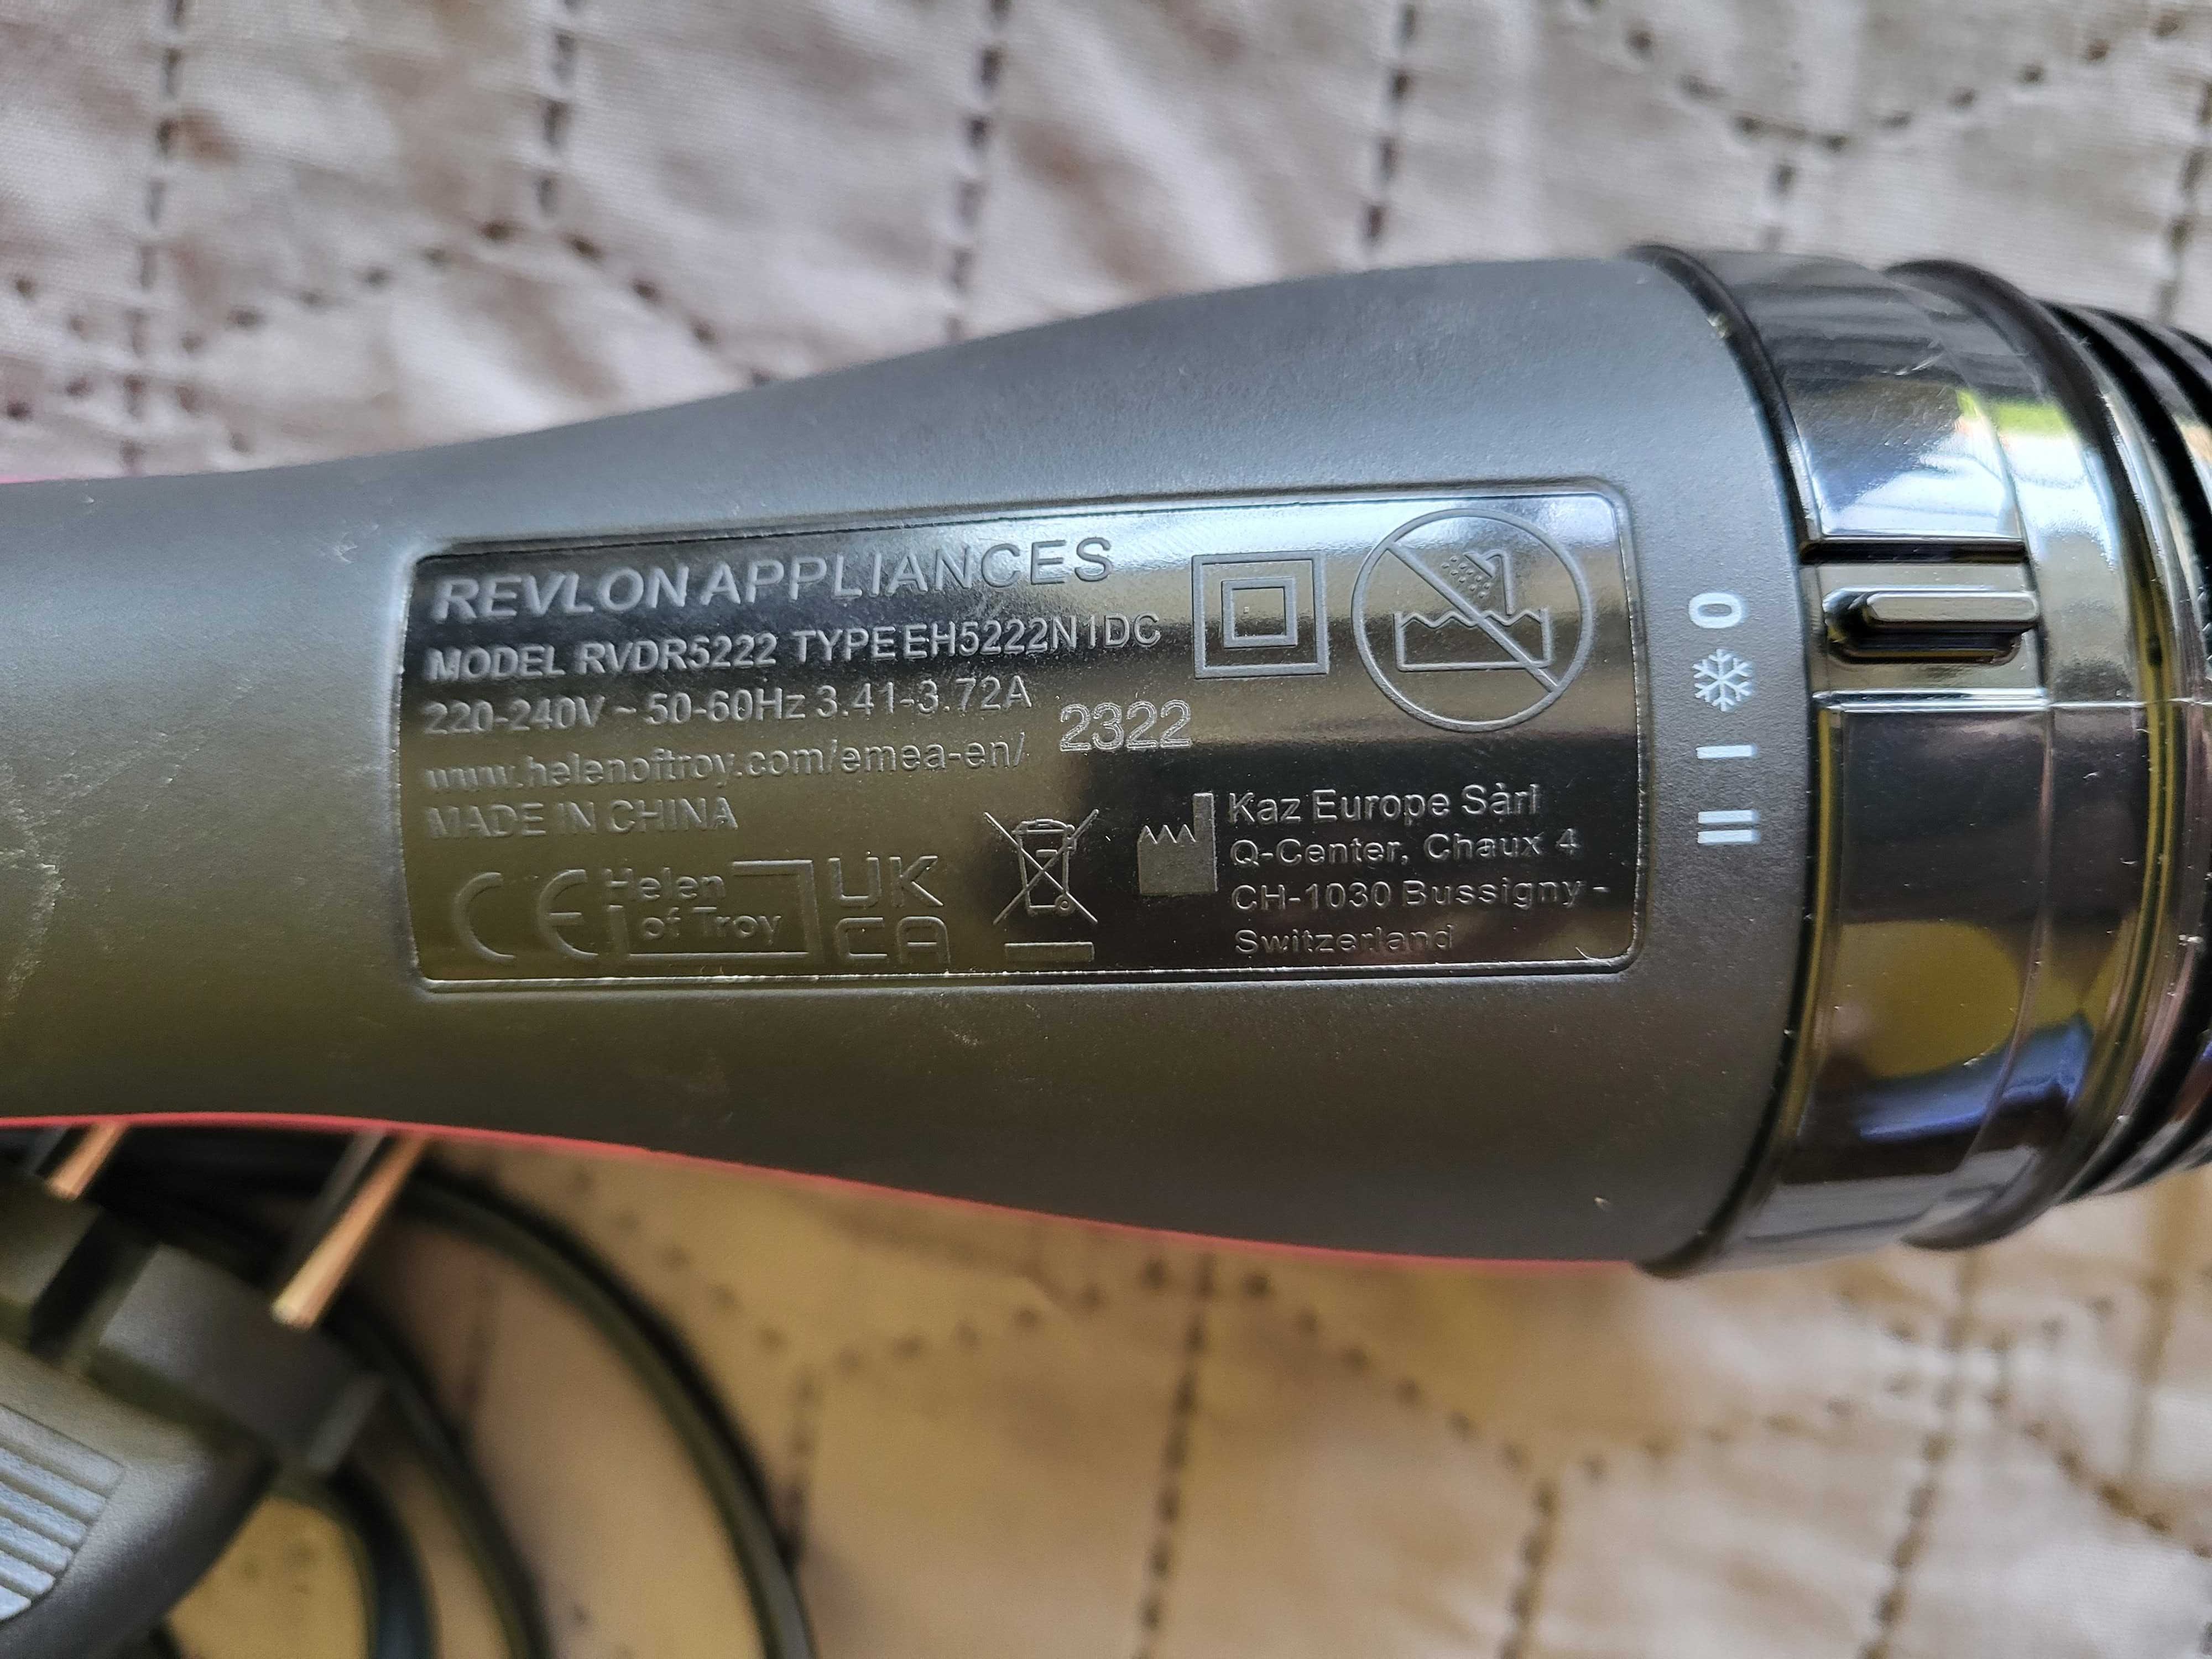 REVLON APPLIANCES
MODEL RVDR5222 TYPE EH5222N1DC
220-240V ~ 50-60Hz 3.41-3.72A
2322
www.helenoftroy.com/emea-en/
MADE IN CHINA
CE
Helen
of Troy
UK
CA
Kaz Europe Sàrl
Q-Center, Chaux 4
CH-1030 Bussigny -
Switzerland
0
I
II